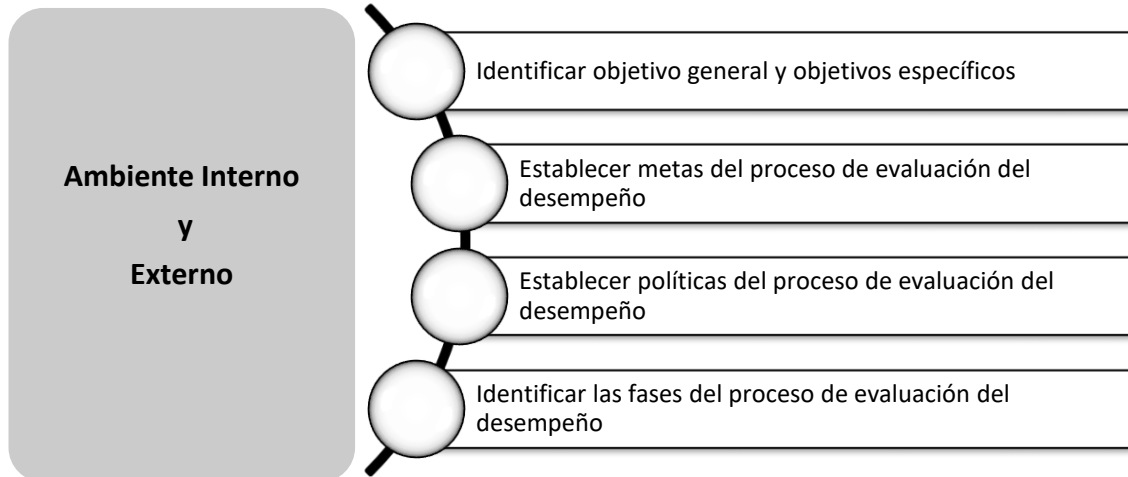 Ambiente Interno
y
Externo
Identificar objetivo general y objetivos específicos
Establecer metas del proceso de evaluación del
desempeño
Establecer políticas del proceso de evaluación del
desempeño
Identificar las fases del proceso de evaluación del
desempeño